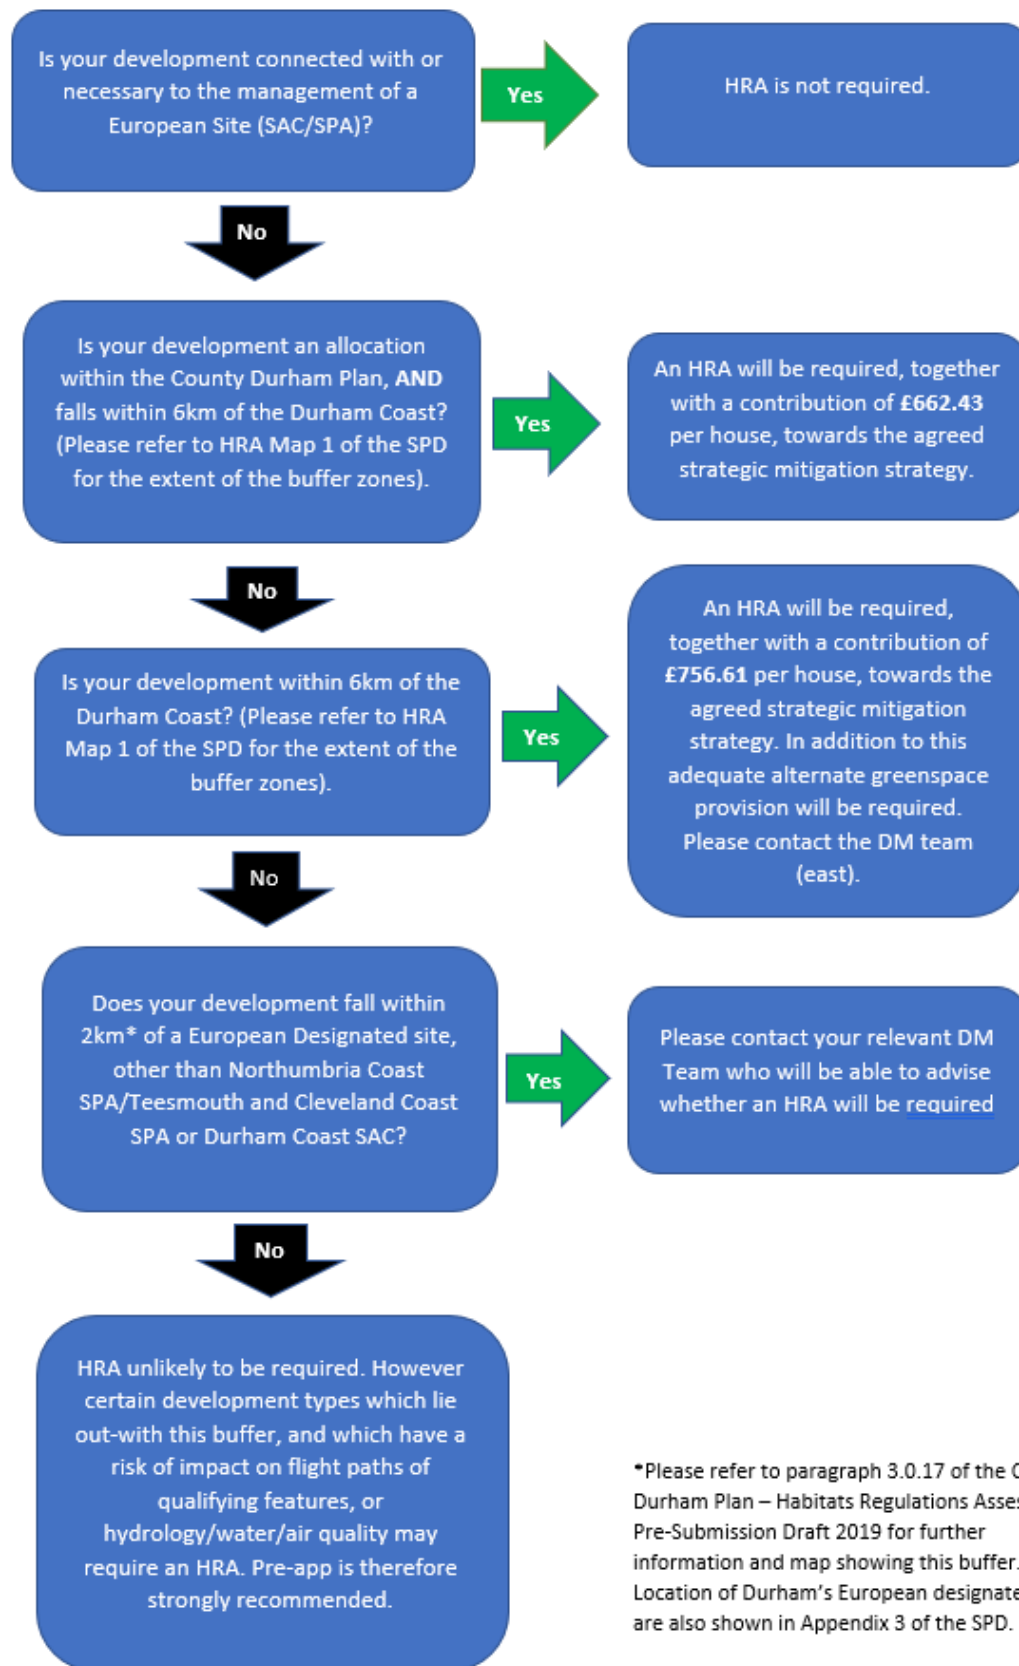 Is your development connected with or
necessary to the management of a
European Site (SAC/SPA)?
Yes
HRA is not required.
No
Is your development an allocation
within the County Durham Plan, AND
falls within 6km of the Durham Coast?
(Please refer to HRA Map 1 of the SPD
for the extent of the buffer zones).
Yes
An HRA will be required, together
with a contribution of £662.43
per house, towards the agreed
strategic mitigation strategy.
No
Is your development within 6km of the
Durham Coast? (Please refer to HRA
Map 1 of the SPD for the extent of the
buffer zones).
Yes
An HRA will be required,
together with a contribution of
£756.61 per house, towards the
agreed strategic mitigation
strategy. In addition to this
adequate alternate greenspace
provision will be required.
Please contact the DM team
(east).
No
Does your development fall within
2km* of a European Designated site,
other than Northumbria Coast
SPA/Teesmouth and Cleveland Coast
SPA or Durham Coast SAC?
Yes
Please contact your relevant DM
Team who will be able to advise
whether an HRA will be required
No
HRA unlikely to be required. However
certain development types which lie
out-with this buffer, and which have a
risk of impact on flight paths of
qualifying features, or
hydrology/water/air quality may
require an HRA. Pre-app is therefore
strongly recommended.
*Please refer to paragraph 3.0.17 of the
Durham Plan – Habitats Regulations
Pre-Submission Draft 2019 for further
information and map showing this buffer.
Location of Durham's European
are also shown in Appendix 3 of the SPD.